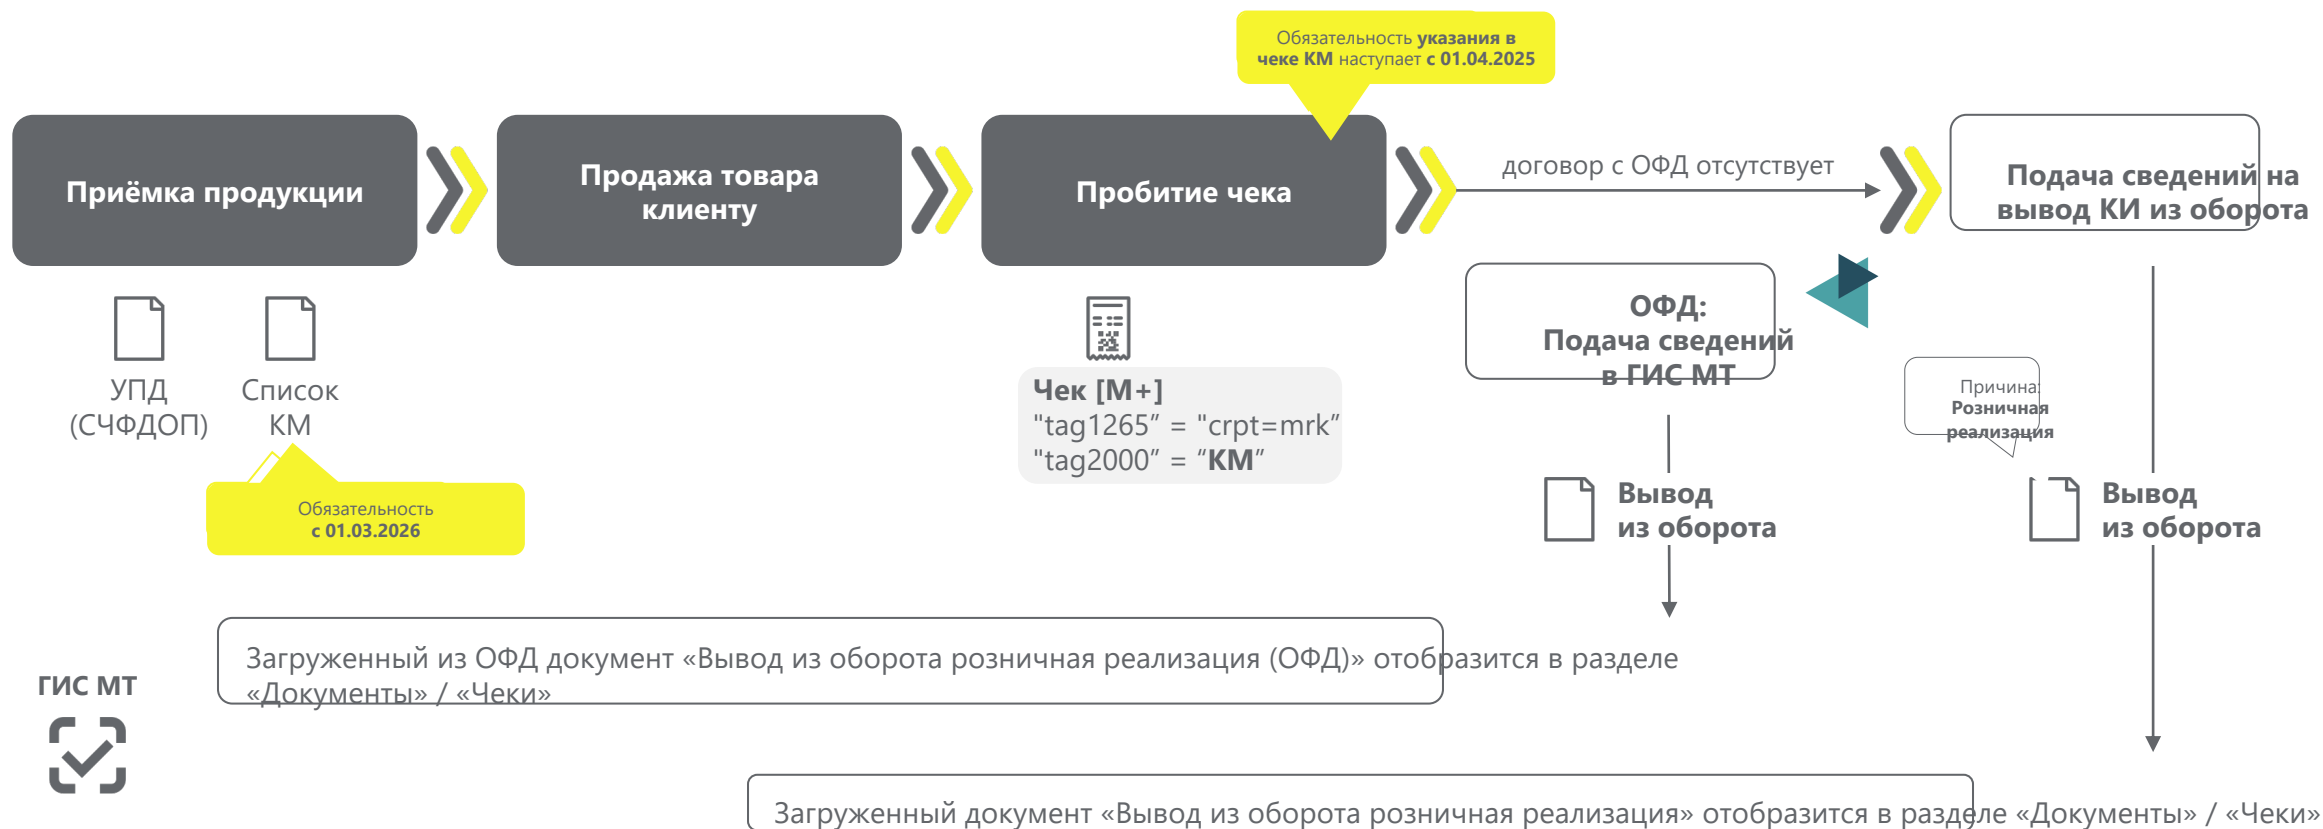 Обязательность указания в
чеке КМ наступает с 01.04.2025
Приёмка продукции
Продажа товара
клиенту
Пробитие чека
договор с ОФД отсутствует
Подача сведений на
вывод КИ из оборота
УПД
(СЧФДОП)
Список
КМ
Обязательность
с 01.03.2026
Чек [М+]
"tag1265” = "crpt=mrk”
"tag2000” = “КМ”
ОФД:
Подача сведений
в ГИС МТ
Причина:
Розничная
реализация
Вывод
из оборота
Вывод
из оборота
Загруженный из ОФД документ «Вывод из оборота розничная реализация (ОФД)» отобразится в разделе
«Документы» / «Чеки»
ГИС МТ
Загруженный документ «Вывод из оборота розничная реализация» отобразится в разделе «Документы» / «Чеки»